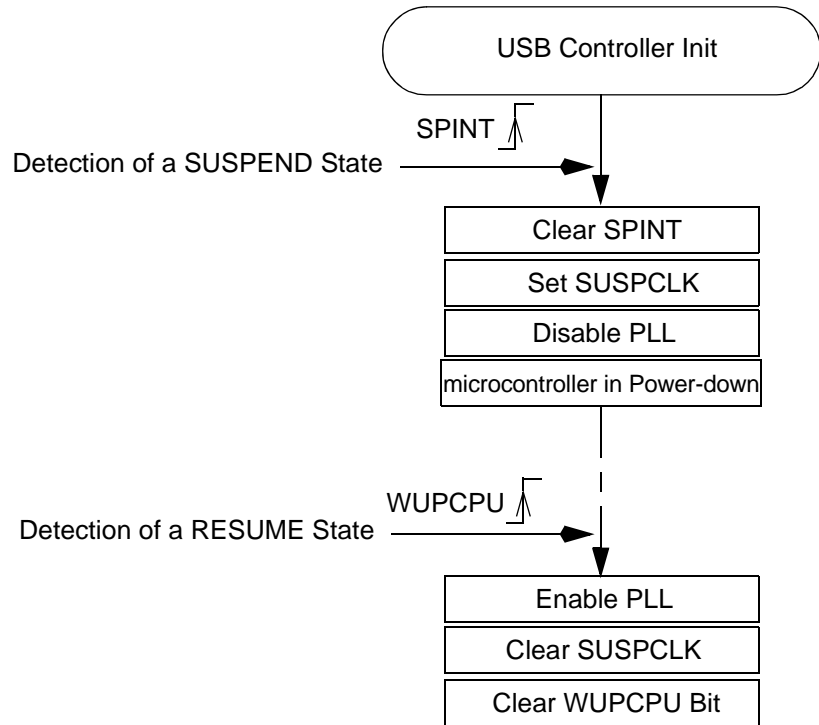 USB Controller Init
SPINT
Detection of a SUSPEND State
Clear SPINT
Set SUSPCLK
Disable PLL
microcontroller in Power-down
WUPCPU
Detection of a RESUME State
Enable PLL
Clear SUSPCLK
Clear WUPCPU Bit